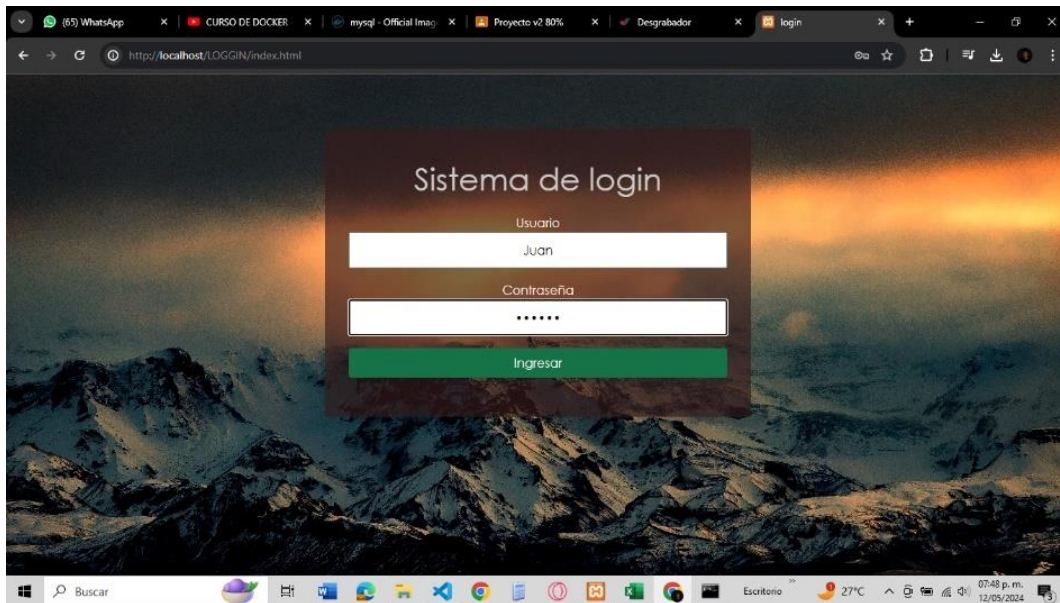 (65) WhatsApp
CURSO DE DOCKER
mysql - Official Imag
Proyecto v2 80%
Desgrabador
login
http://localhost/LOGGIN/index.html
Sistema de login
Usuario
Juan
Contraseña
••••••
Ingresar
Buscar
Escritorio
27°C
07:48 p. m.
12/05/2024